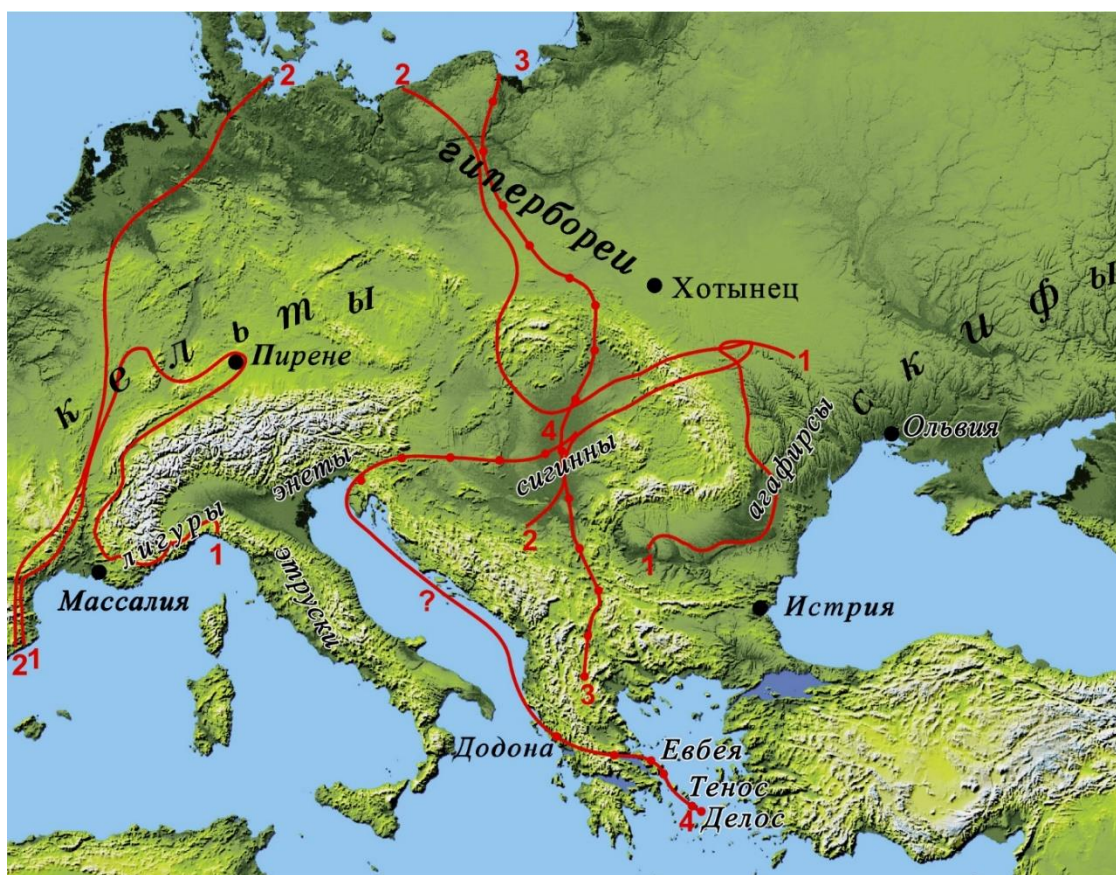 2
2
3
гипербореи
Хотынец
кельты
Пирене
скифы
1
Ольвия
4
энеты
сигинны
агафирсы
лигуры
1
2
1
этруски
Массалия
?
Истрия
21
3
Додона
Евбея
Тенос
4
Делос